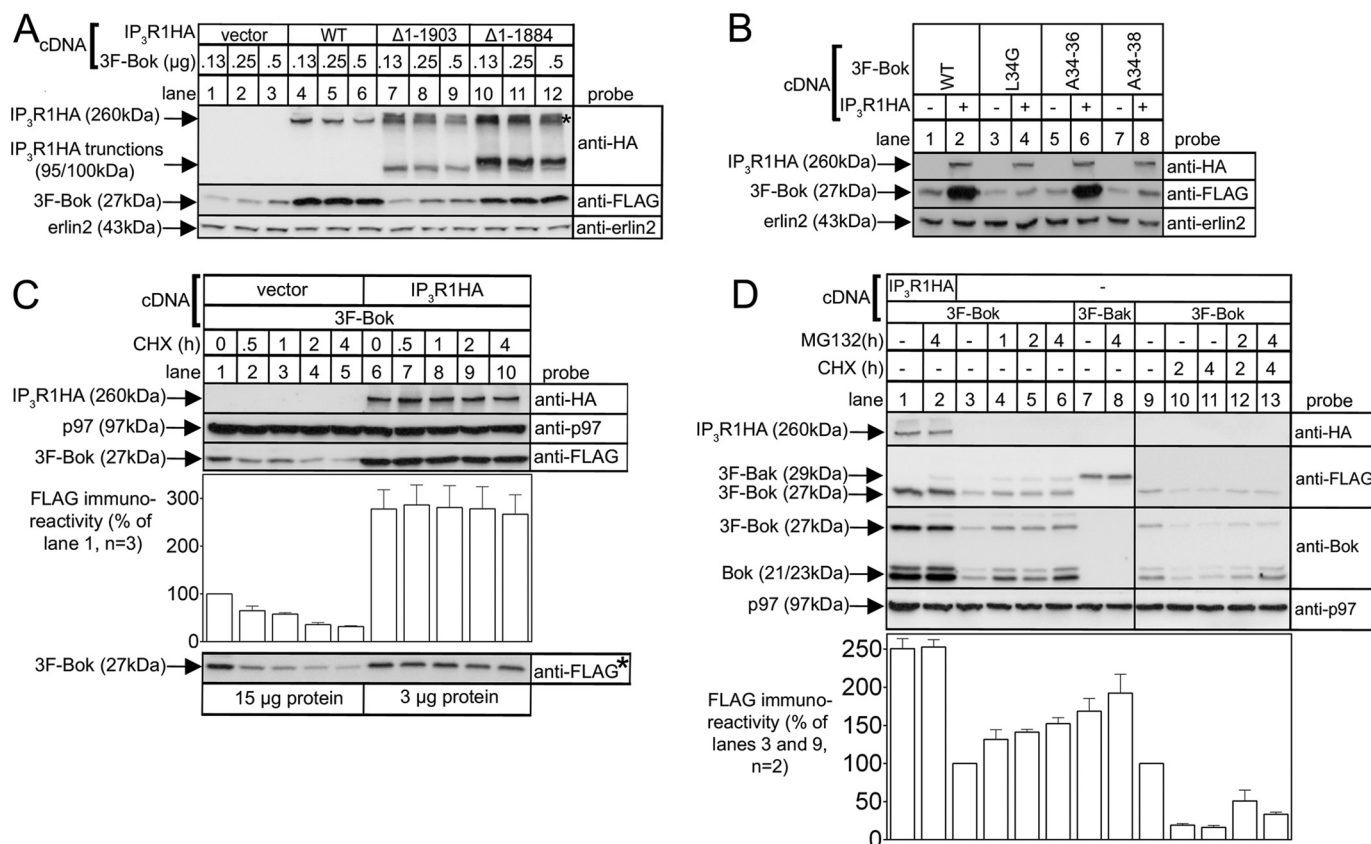 A
cDNA
IP3R1HA vector WT Δ1-1903 Δ1-1884
3F-Bok (µg) .13 .25 .5 .13 .25 .5 .13 .25 .5 .13 .25 .5
lane 1 2 3 4 5 6 7 8 9 10 11 12 probe
IP3R1HA (260kDa) * anti-HA
IP3R1HA trunctions
(95/100kDa)
3F-Bok (27kDa) anti-FLAG
erlin2 (43kDa) anti-erlin2
B
cDNA
3F-Bok WT L34G A34-36 A34-38
IP3R1HA - + - + - + - +
lane 1 2 3 4 5 6 7 8 probe
IP3R1HA (260kDa) anti-HA
3F-Bok (27kDa) anti-FLAG
erlin2 (43kDa) anti-erlin2
C
cDNA
vector IP3R1HA
3F-Bok
CHX (h) 0 .5 1 2 4 0 .5 1 2 4
lane 1 2 3 4 5 6 7 8 9 10 probe
IP3R1HA (260kDa) anti-HA
p97 (97kDa) anti-p97
3F-Bok (27kDa) anti-FLAG
FLAG immuno-
reactivity (% of
lane 1, n=3)
300
200
100
0
3F-Bok (27kDa) anti-FLAG*
15 µg protein 3 µg protein
D
cDNA
IP3R1HA -
3F-Bok 3F-Bak 3F-Bok
MG132(h) - 4 - 1 2 4 - 4 - - - 2 4
CHX (h) - - - - - - - - - 2 4 2 4
lane 1 2 3 4 5 6 7 8 9 10 11 12 13 probe
IP3R1HA (260kDa) anti-HA
3F-Bak (29kDa) anti-FLAG
3F-Bok (27kDa)
3F-Bok (27kDa) anti-Bok
Bok (21/23kDa)
p97 (97kDa) anti-p97
FLAG immuno-
reactivity (% of
lanes 3 and 9,
n=2)
250
200
150
100
50
0